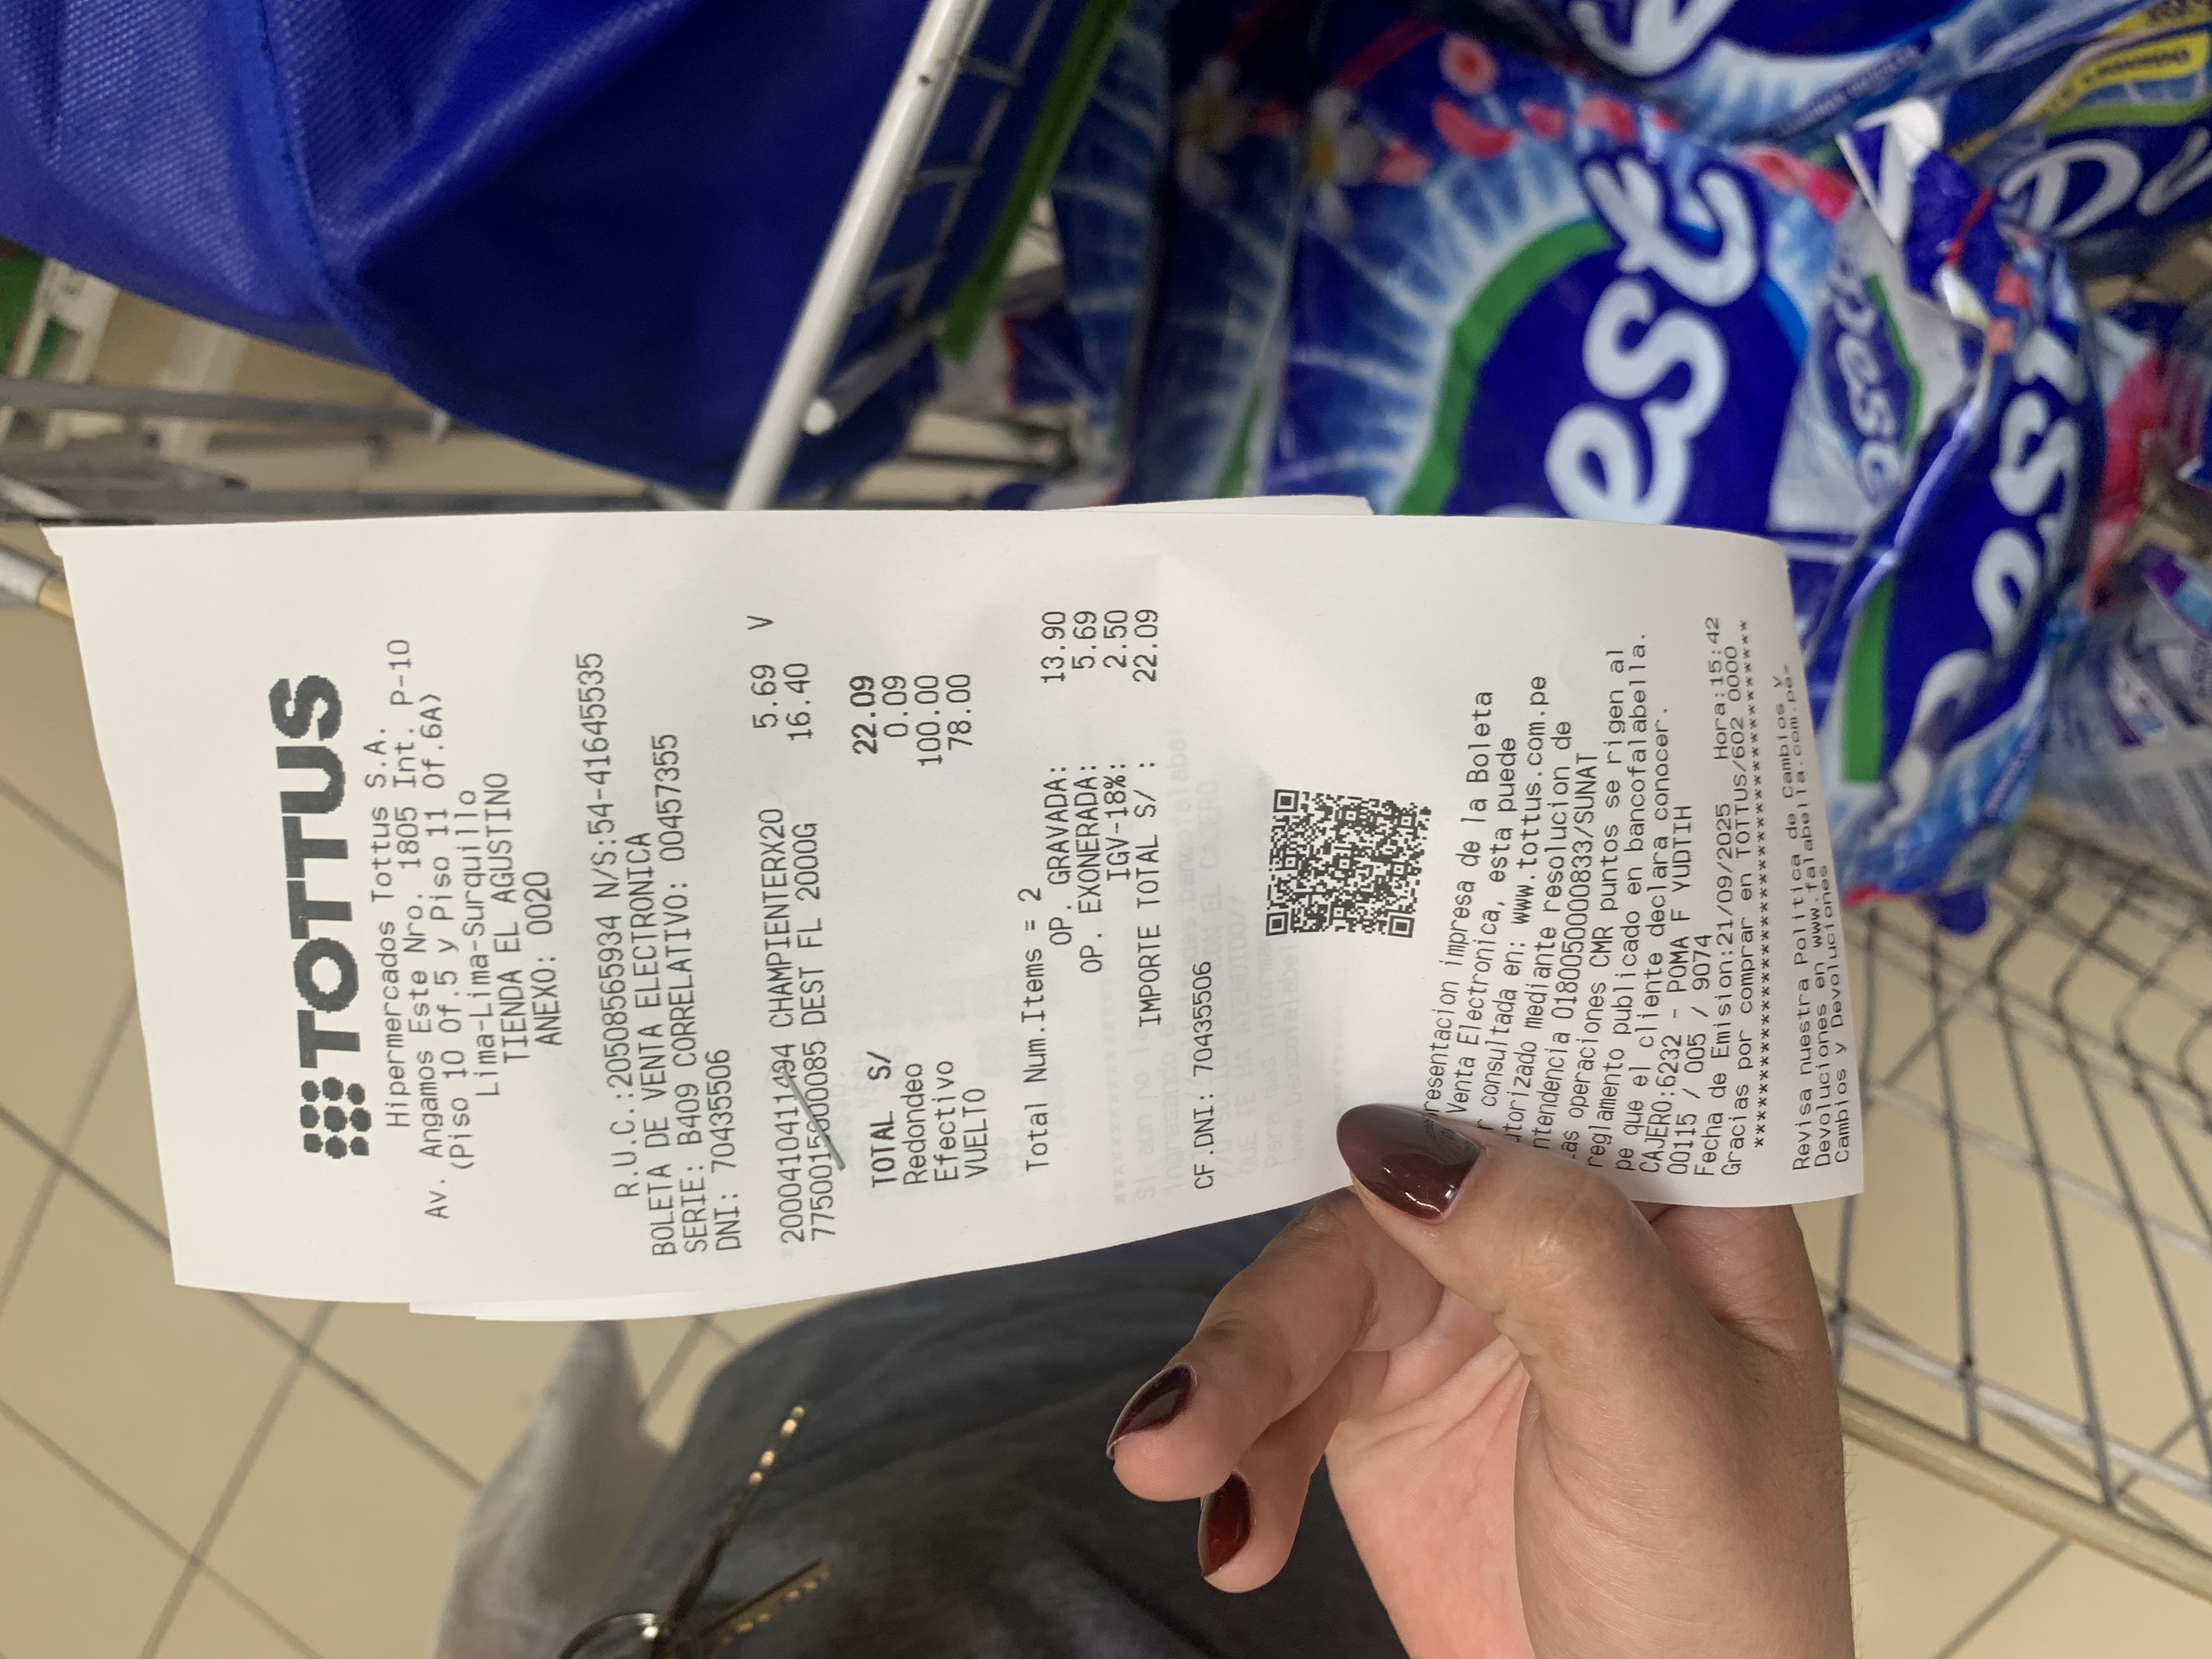 TOTTUS
Hipermercados Tottus S.A.
Av. Angamos Este Nro. 1805 Int. P-10
(Piso 10 Of.5 y Piso 11 Of.6A)
Lima-Lima-Surquillo
TIENDA EL AGUSTINO
ANEXO: 0020
R.U.C.:20508565934 N/S:54-41645535
BOLETA DE VENTA ELECTRONICA
SERIE: B409 CORRELATIVO: 00457355
DNI: 70435506
2000410411494 CHAMPIENTERX20 5.69 V
7750015000085 DEST FL 2000G 16.40
TOTAL S/ 22.09
Redondeo 0.09
Efectivo 100.00
VUELTO 78.00
Total Num.Items = 2
OP. GRAVADA: 13.90
OP. EXONERADA: 5.69
IGV-18%: 2.50
IMPORTE TOTAL S/ : 22.09
CF.DNI: 70435506
resentacion impresa de la Boleta
Venta Electronica, esta puede
r consultada en: www.tottus.com.pe
utorizado mediante resolucion de
ntendencia 0180050000833/SUNAT
Las operaciones CMR puntos se rigen al
reglamento publicado en bancofalabella.
pe que el cliente declara conocer.
CAJERO:6232 - POMA F YUDTIH
00115 / 005 / 9074
Fecha de Emision:21/09/2025 Hora:15:42
Gracias por comprar en TOTTUS/602 0000
****************************************
Revisa nuestra Politica de Cambios y
Devoluciones en www.falabella.com.pe-
Cambios y Devoluciones
est
Dest
est